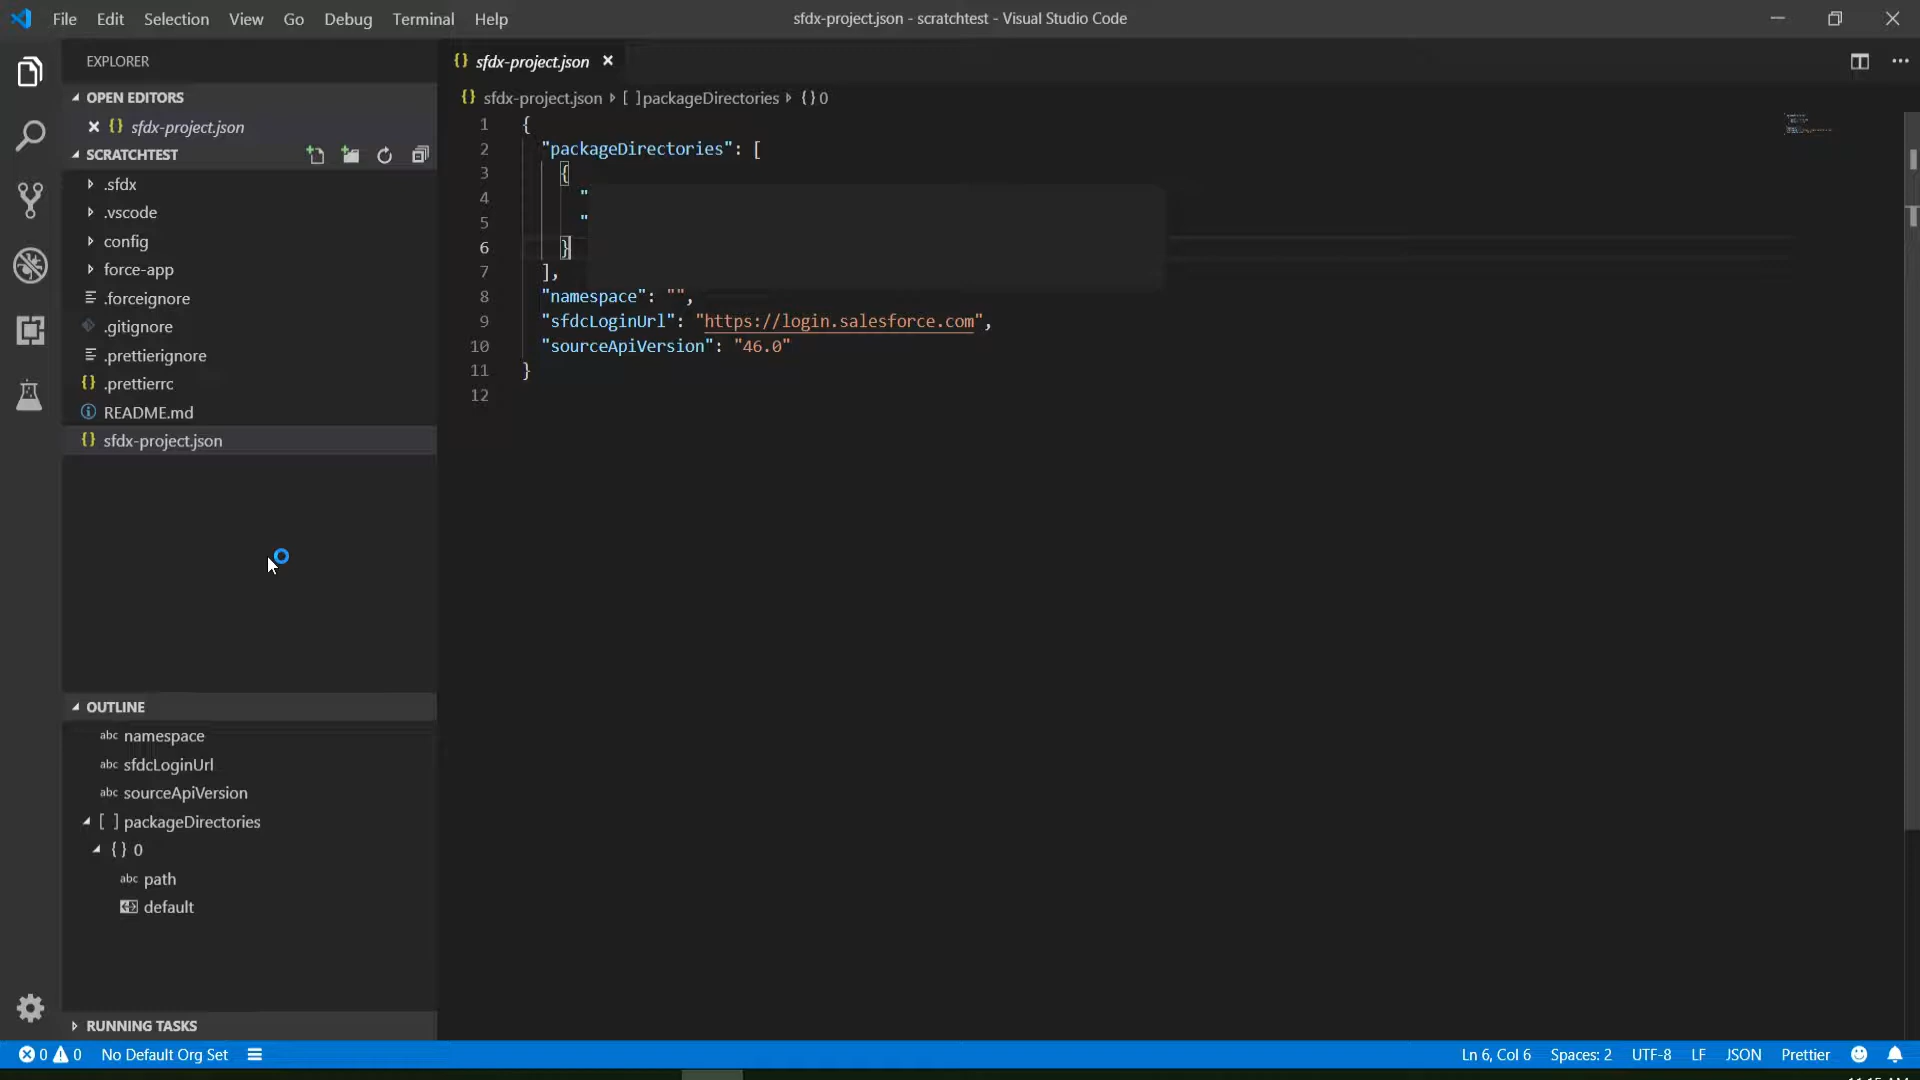 File Edit Selection View Go Debug Terminal Help
sfdx-project.json - scratchtest - Visual Studio Code
EXPLORER
OPEN EDITORS
sfdx-project.json
SCRATCHTEST
.sfdx
.vscode
config
force-app
.forceignore
.gitignore
.prettierignore
.prettierrc
README.md
sfdx-project.json
OUTLINE
abc namespace
abc sfdcLoginUrl
abc sourceApiVersion
[ ] packageDirectories
{} 0
abc path
default
RUNNING TASKS
{} sfdx-project.json
{} sfdx-project.json [ ] packageDirectories {} 0
1 {
2 "packageDirectories": [
3 {
4 "
5 "
6 }
7 ],
8 "namespace": "",
9 "sfdcLoginUrl": "https://login.salesforce.com",
10 "sourceApiVersion": "46.0"
11 }
12
0 0 No Default Org Set
Ln 6, Col 6 Spaces: 2 UTF-8 LF JSON Prettier